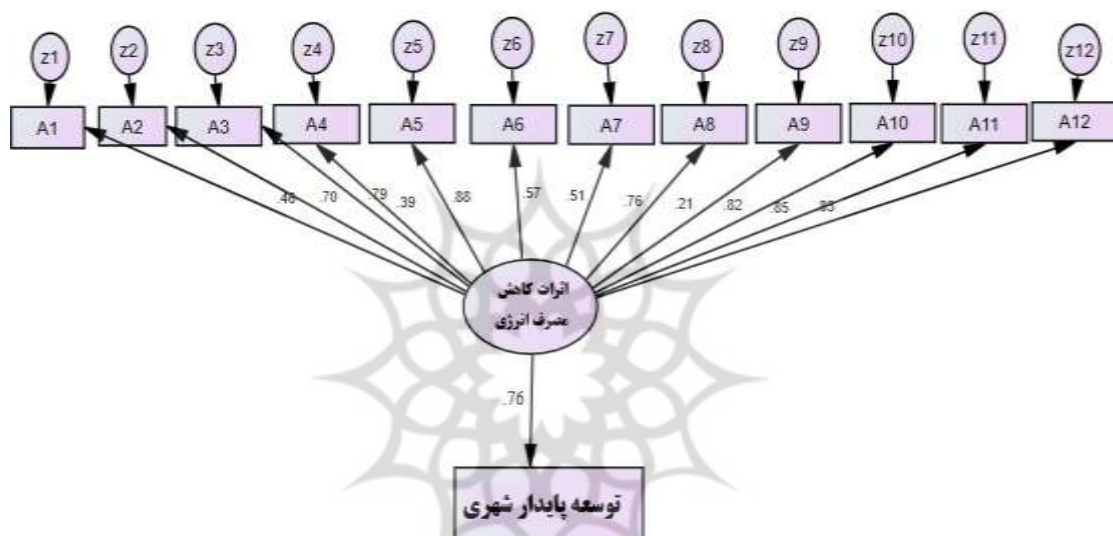 z1 z2 z3 z4 z5 z6 z7 z8 z9 z10 z11 z12
A1 A2 A3 A4 A5 A6 A7 A8 A9 A10 A11 A12
.70 .79 .39 .88 .57 .51 .76 .21 .82 .85
اثرات کاهش
مصرف انرژی
.76
توسعه پایدار شهری